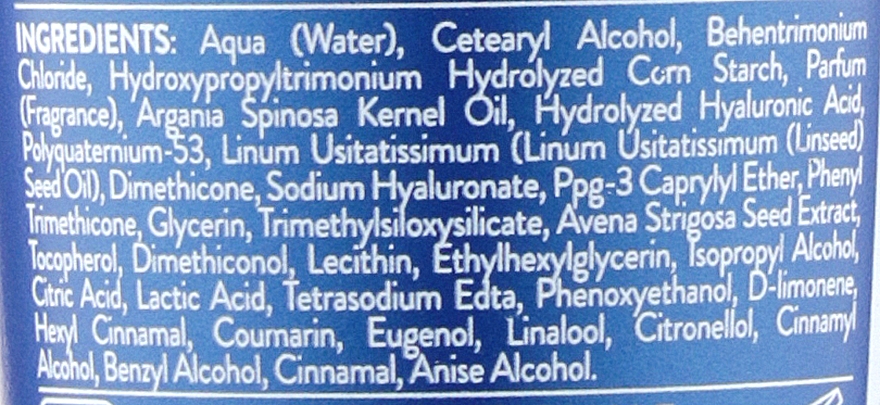 INGREDIENTS: Aqua (Water), Cetearyl Alcohol, Behentrimonium
Chloride, Hydroxypropyltrimonium Hydrolyzed Corn Starch, Parfum
(Fragrance), Argania Spinosa Kernel Oil, Hydrolyzed Hyaluronic Acid,
Polyquaternium-53, Linum Usitatissimum (Linum Usitatissimum (Linseed)
Seed Oil), Dimethicone, Sodium Hyaluronate, Ppg-3 Caprylyl Ether, Phenyl
Trimethicone, Glycerin, Trimethylsiloxysilicate, Avena Strigosa Seed Extract,
Tocopherol, Dimethiconol, Lecithin, Ethylhexylglycerin, Isopropyl Alcohol,
Citric Acid, Lactic Acid, Tetrasodium Edta, Phenoxyethanol, D-limonene,
Hexyl Cinnamal, Coumarin, Eugenol, Linalool, Citronellol, Cinnamyl
Alcohol, Benzyl Alcohol, Cinnamal, Anise Alcohol.